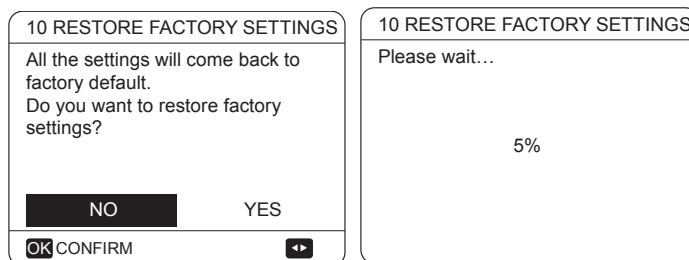 10 RESTORE FACTORY SETTINGS
All the settings will come back to
factory default.
Do you want to restore factory
settings?
NO YES
OK CONFIRM
10 RESTORE FACTORY SETTINGS
Please wait…
5%